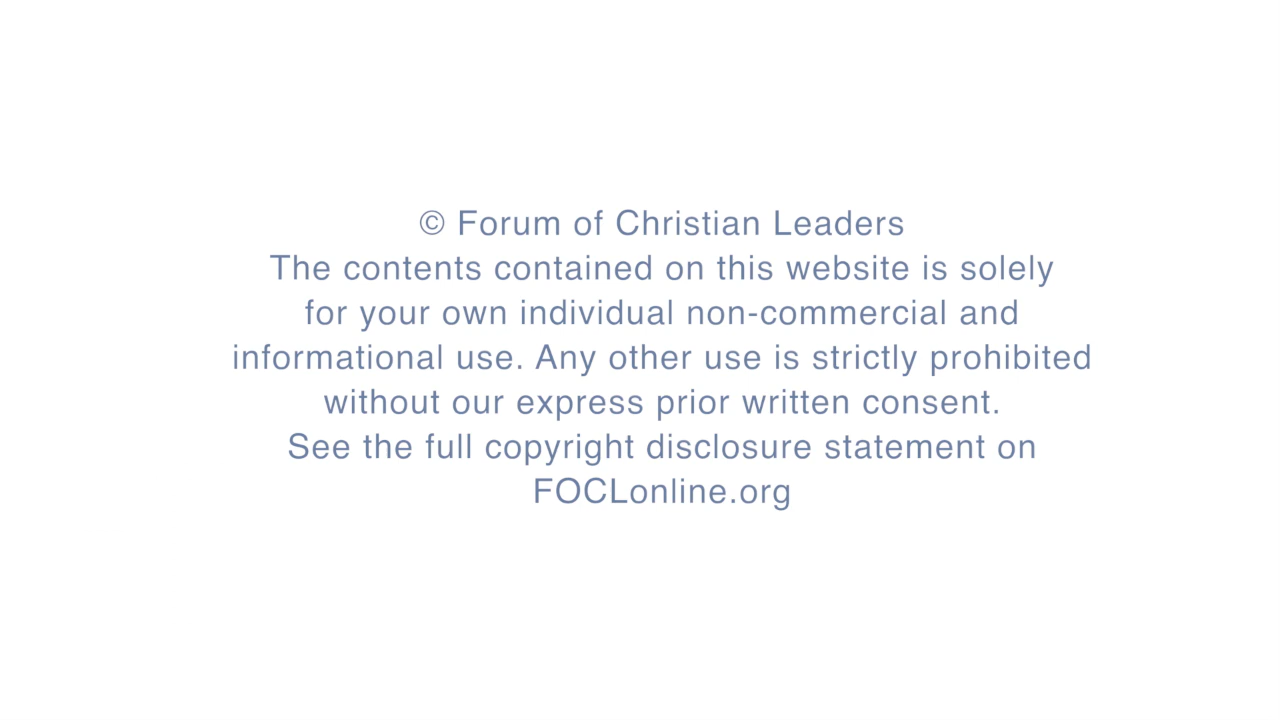 © Forum of Christian Leaders
The contents contained on this website is solely
for your own individual non-commercial and
informational use. Any other use is strictly prohibited
without our express prior written consent.
See the full copyright disclosure statement on
FOCLonline.org